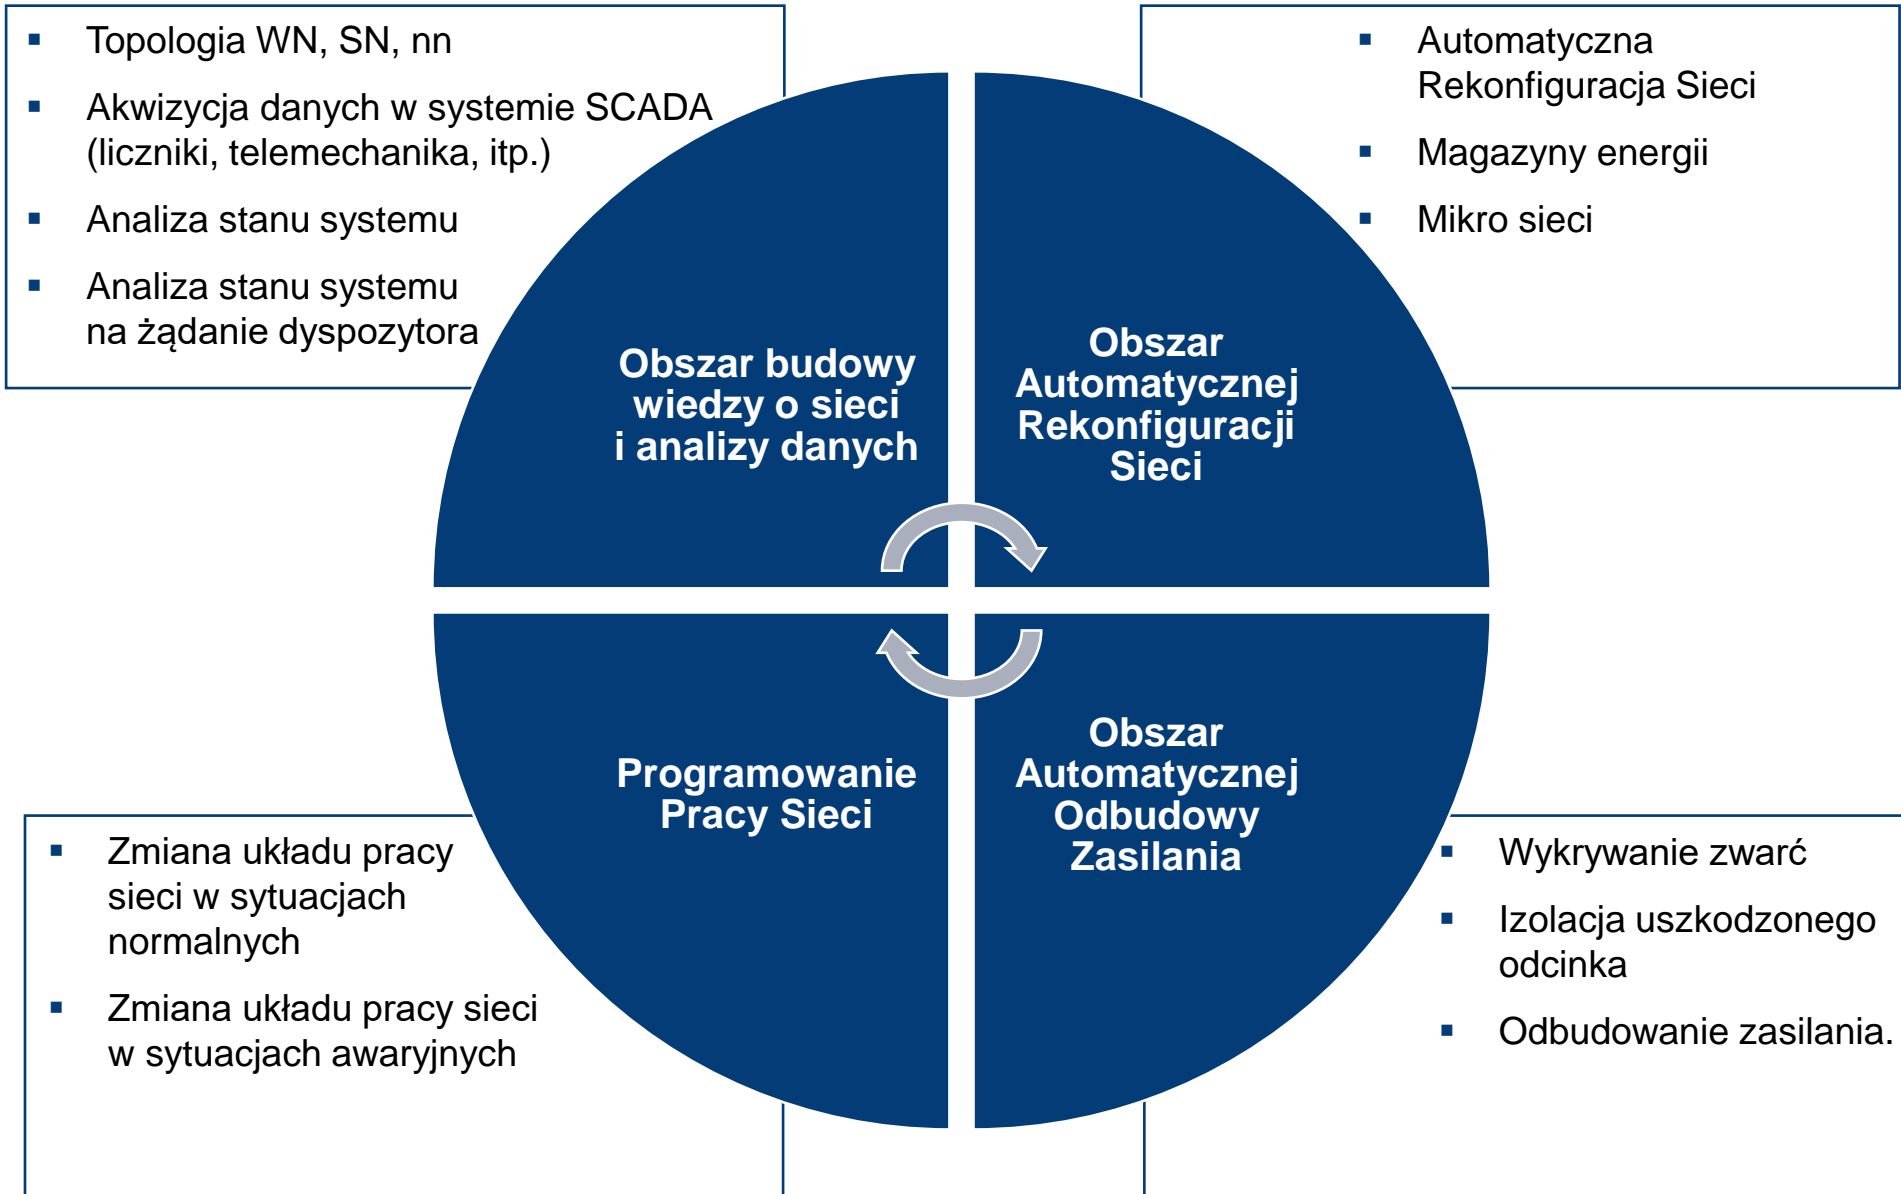 Topologia WN, SN, nn
Akwizycja danych w systemie SCADA
(liczniki, telemechanika, itp.)
Analiza stanu systemu
Analiza stanu systemu
na żądanie dyspozytora
Automatyczna
Rekonfiguracja Sieci
Magazyny energii
Mikro sieci
Obszar budowy
wiedzy o sieci
i analizy danych
Obszar
Automatycznej
Rekonfiguracji
Sieci
Programowanie
Pracy Sieci
Obszar
Automatycznej
Odbudowy
Zasilania
Zmiana układu pracy
sieci w sytuacjach
normalnych
Zmiana układu pracy sieci
w sytuacjach awaryjnych
Wykrywanie zwarć
Izolacja uszkodzonego
odcinka
Odbudowanie zasilania.